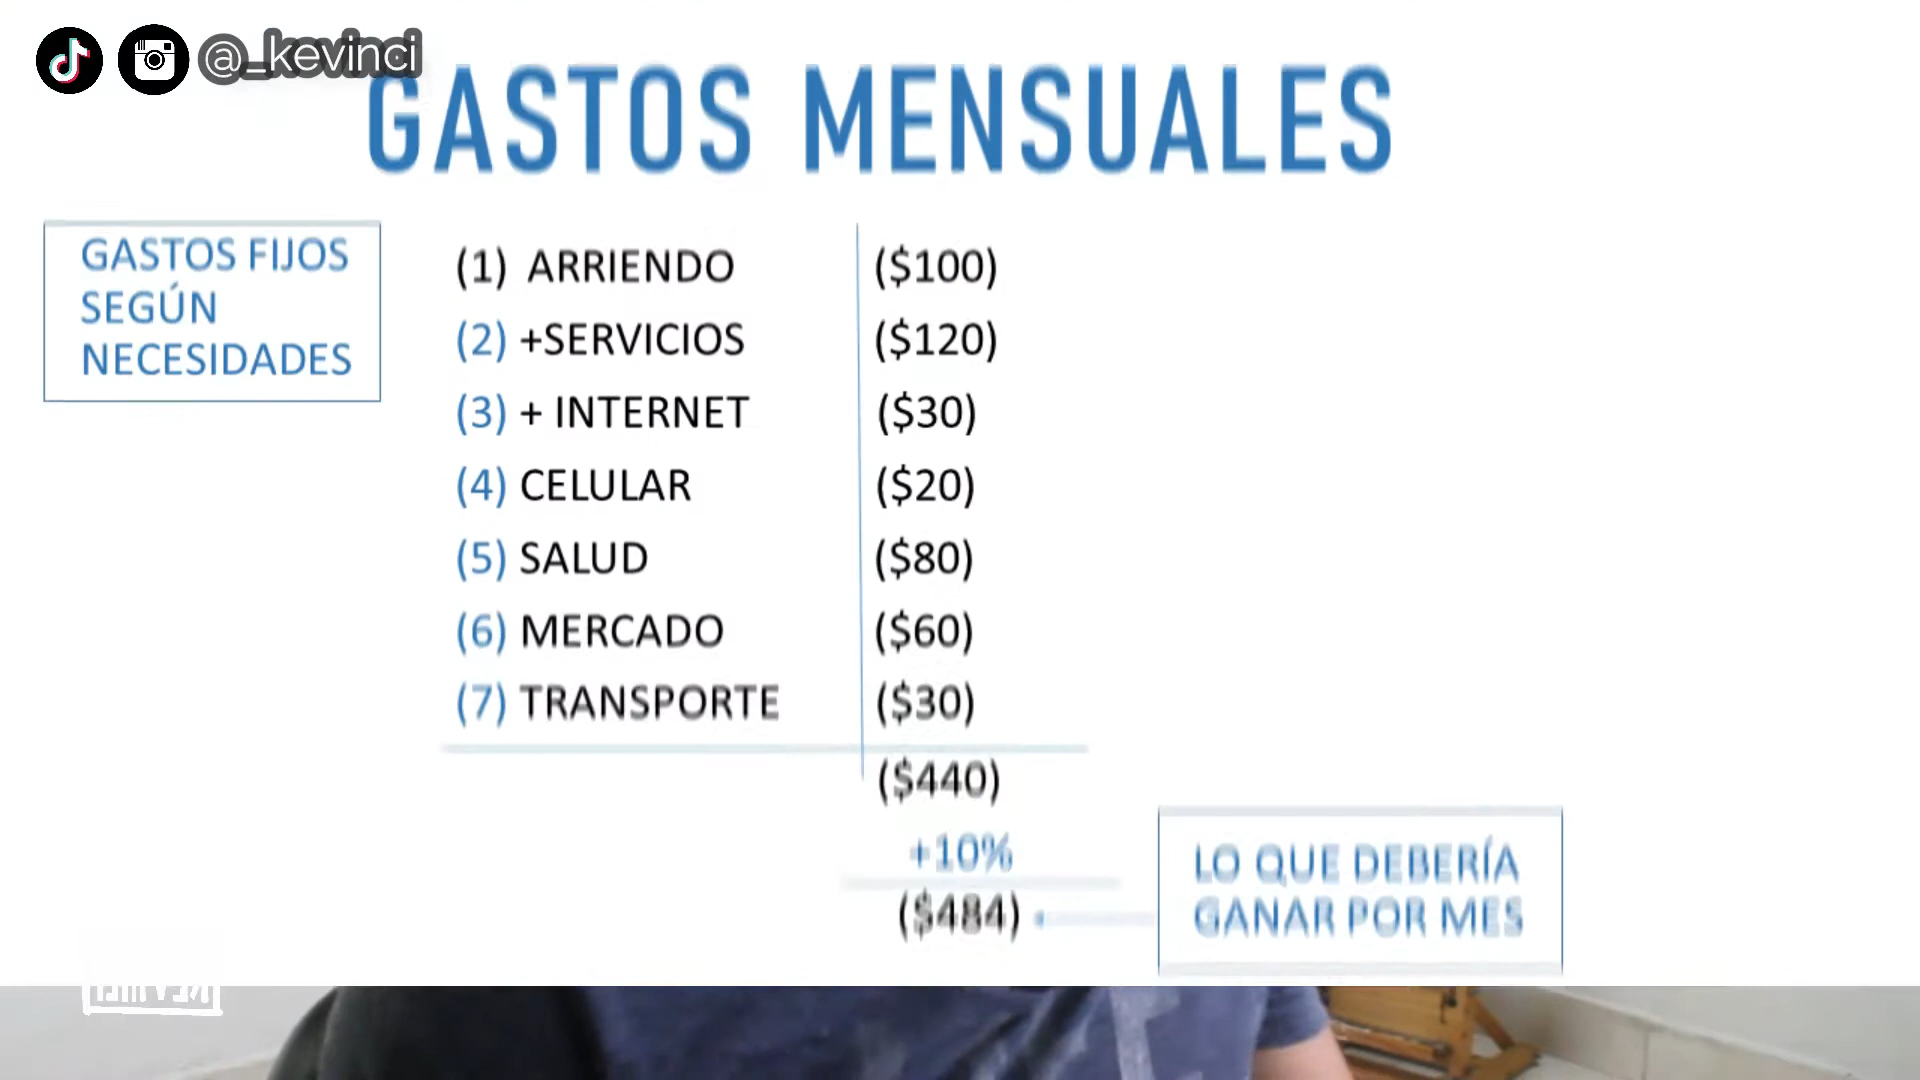 @_kevinci
GASTOS MENSUALES
GASTOS FIJOS
SEGÚN
NECESIDADES
(1) ARRIENDO ($100)
(2) +SERVICIOS ($120)
(3) + INTERNET ($30)
(4) CELULAR ($20)
(5) SALUD ($80)
(6) MERCADO ($60)
(7) TRANSPORTE ($30)
($440)
+10%
($484)
LO QUE DEBERÍA
GANAR POR MES